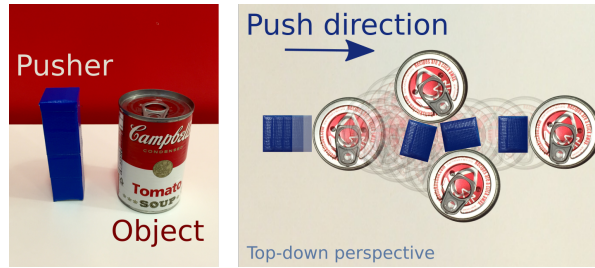 Pusher
Campbell's
CONDENSED
Tomato
SOUP
Object
Push direction
Top-down perspective